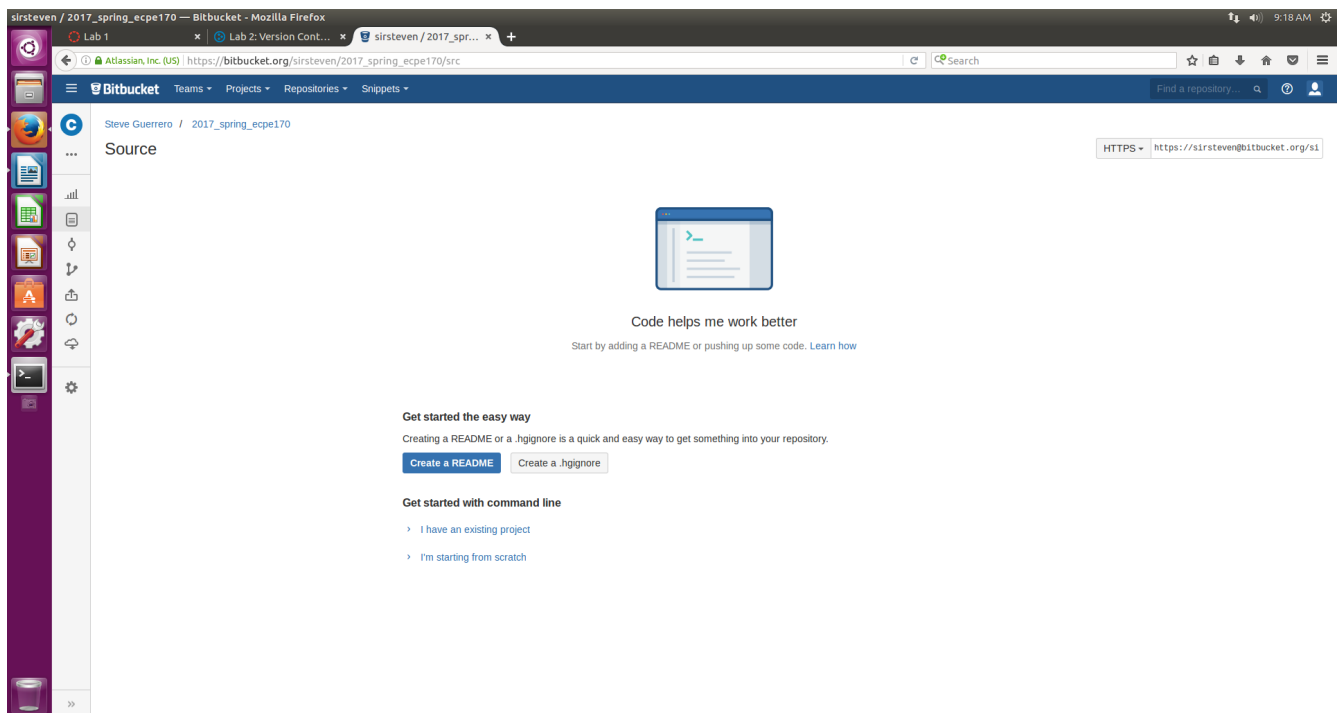 sirsteven / 2017_spring_ecpe170 — Bitbucket - Mozilla Firefox 9:18 AM
Lab 1 × Lab 2: Version Cont... × sirsteven / 2017_spr... × +
Atlassian, Inc. (US) https://bitbucket.org/sirsteven/2017_spring_ecpe170/src Search
Bitbucket Teams Projects Repositories Snippets Find a repository...
Steve Guerrero / 2017_spring_ecpe170
Source HTTPS https://sirsteven@bitbucket.org/si
Code helps me work better
Start by adding a README or pushing up some code. Learn how
Get started the easy way
Creating a README or a .hgignore is a quick and easy way to get something into your repository.
Create a README Create a .hgignore
Get started with command line
I have an existing project
I'm starting from scratch